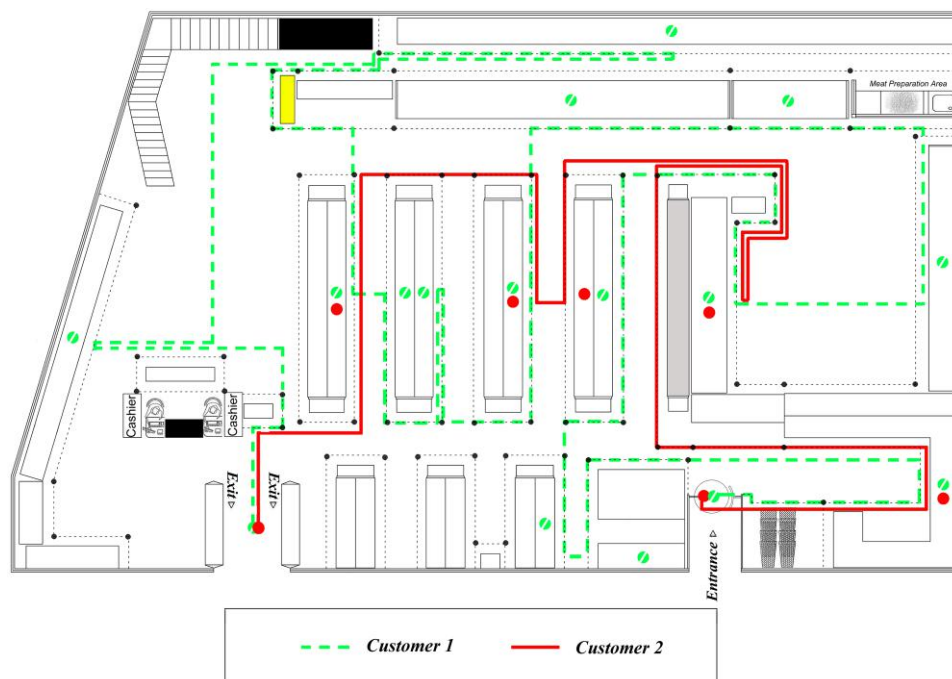 Meat Preparation Area
Cashier
Cashier
Exit ▷
Exit ▷
Entrance ▷
Customer 1
Customer 2